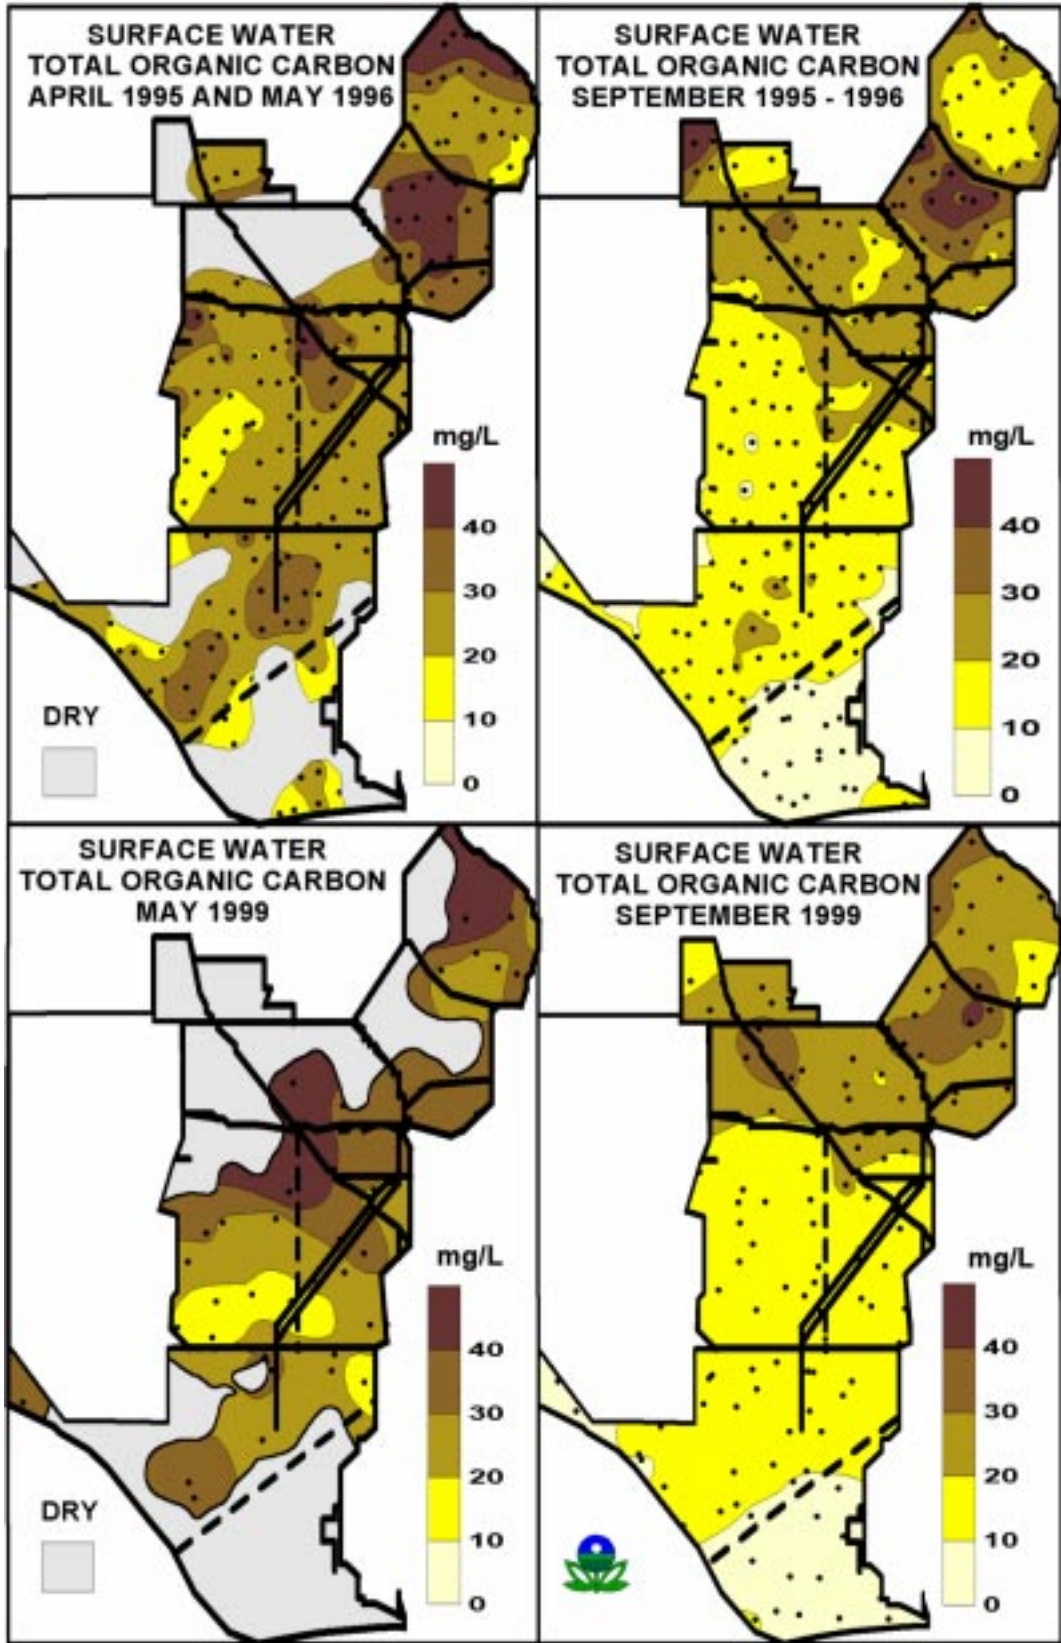 SURFACE WATER
TOTAL ORGANIC CARBON
APRIL 1995 AND MAY 1996
mg/L
40
30
20
10
0
DRY
SURFACE WATER
TOTAL ORGANIC CARBON
SEPTEMBER 1995 - 1996
mg/L
40
30
20
10
0
SURFACE WATER
TOTAL ORGANIC CARBON
MAY 1999
mg/L
40
30
20
10
0
DRY
SURFACE WATER
TOTAL ORGANIC CARBON
SEPTEMBER 1999
mg/L
40
30
20
10
0